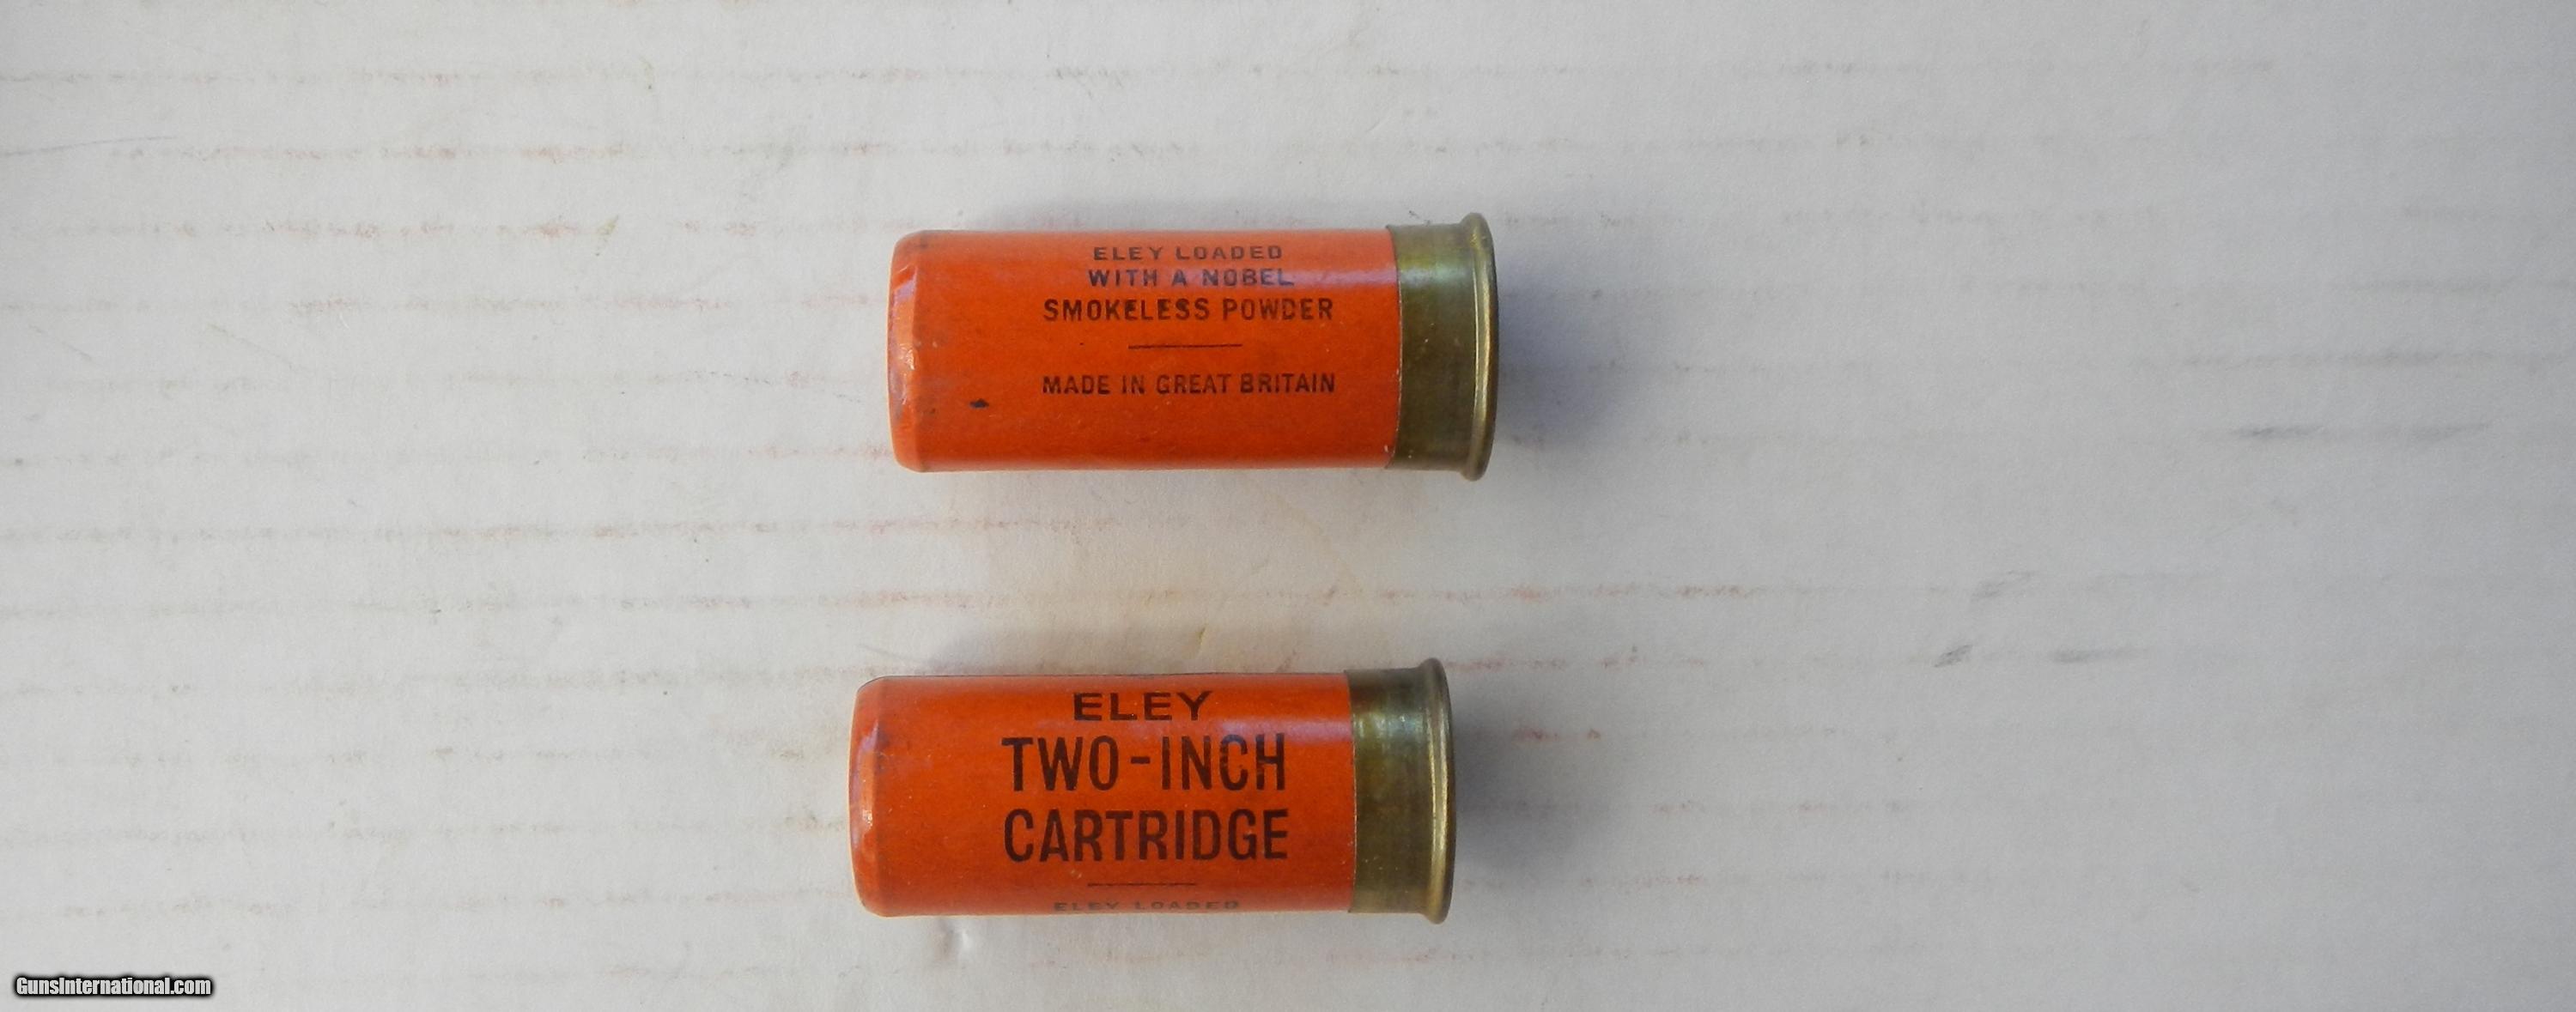 ELEY LOADED
WITH A NOBEL
SMOKELESS POWDER
MADE IN GREAT BRITAIN
ELEY
TWO-INCH
CARTRIDGE
ELEY LOADED
GunsInternational.com